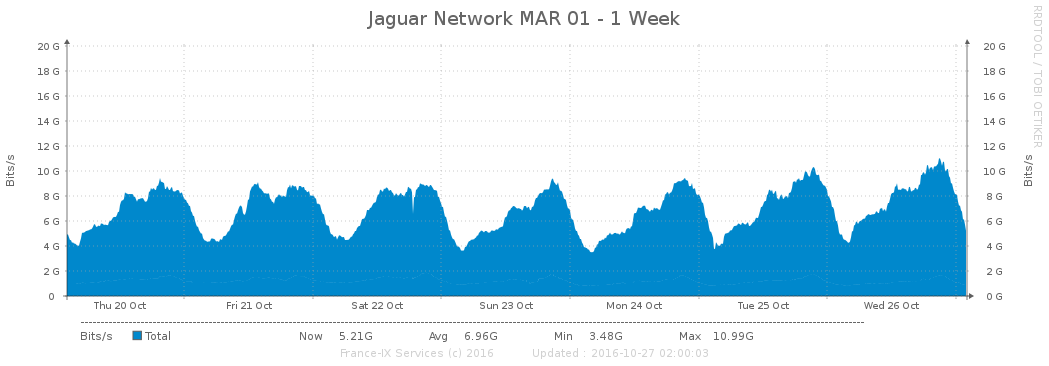 Jaguar Network MAR 01 - 1 Week
RRDTOOL / TOBI OETIKER
Bits/s
Bits/s
20 G 20 G
18 G 18 G
16 G 16 G
14 G 14 G
12 G 12 G
10 G 10 G
8 G 8 G
6 G 6 G
4 G 4 G
2 G 2 G
0 0 G
Thu 20 Oct Fri 21 Oct Sat 22 Oct Sun 23 Oct Mon 24 Oct Tue 25 Oct Wed 26 Oct
Bits/s Total Now 5.21G Avg 6.96G Min 3.48G Max 10.99G
France-IX Services (c) 2016 Updated : 2016-10-27 02:00:03